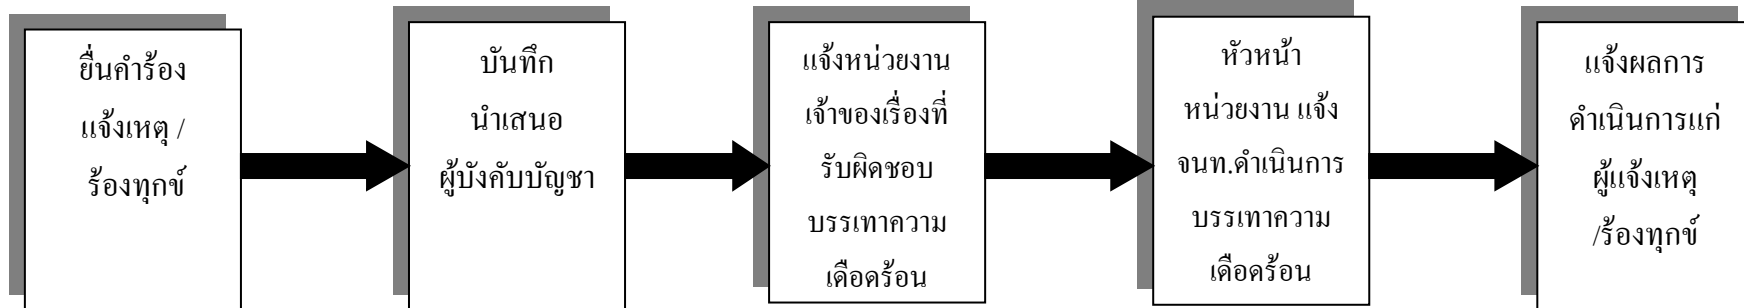 ยื่นคำร้อง
แจ้งเหตุ /
ร้องทุกข์
บันทึก
นำเสนอ
ผู้บังคับบัญชา
แจ้งหน่วยงาน
เจ้าของเรื่องที่
รับผิดชอบ
บรรเทาความ
เดือดร้อน
หัวหน้า
หน่วยงาน แจ้ง
จนท.ดำเนินการ
บรรเทาความ
เดือดร้อน
แจ้งผลการ
ดำเนินการแก่
ผู้แจ้งเหตุ
/ร้องทุกข์